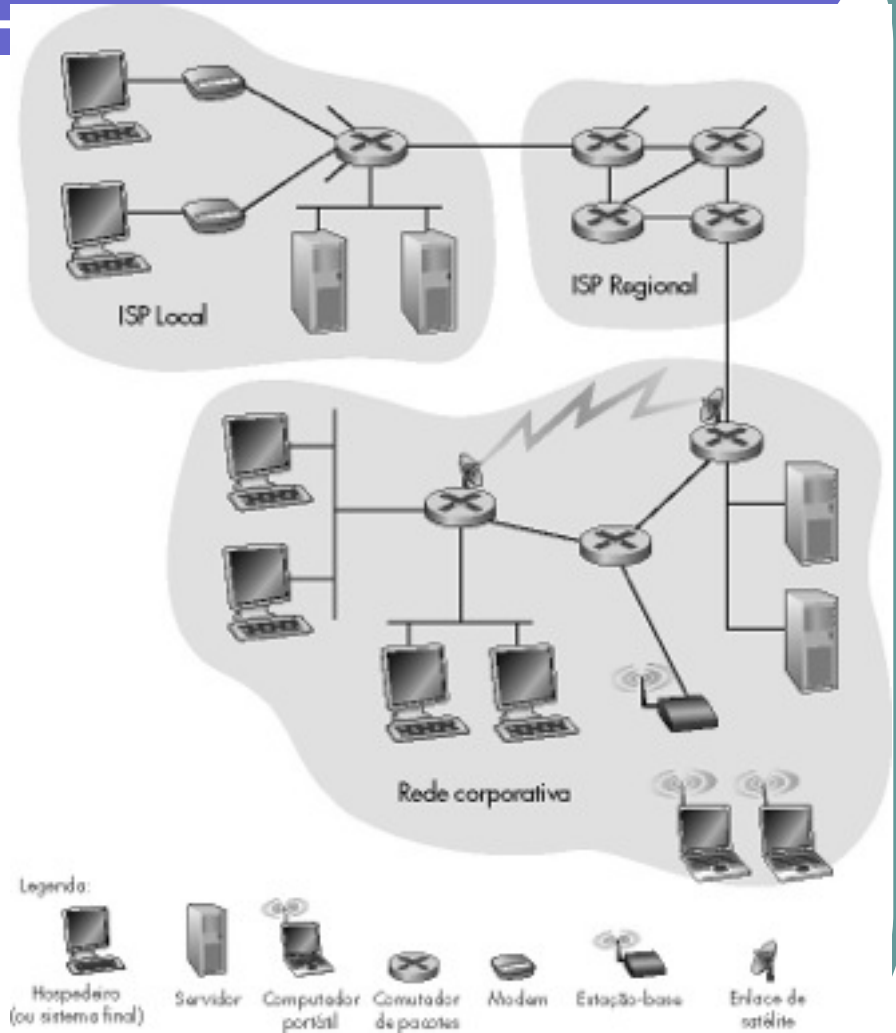 ISP Local
ISP Regional
Rede corporativa
Legenda:
Hospedeiro
(ou sistema final)
Servidor
Computador
portátil
Comutador
de pacotes
Modem
Estação-base
Enlace de
satélite